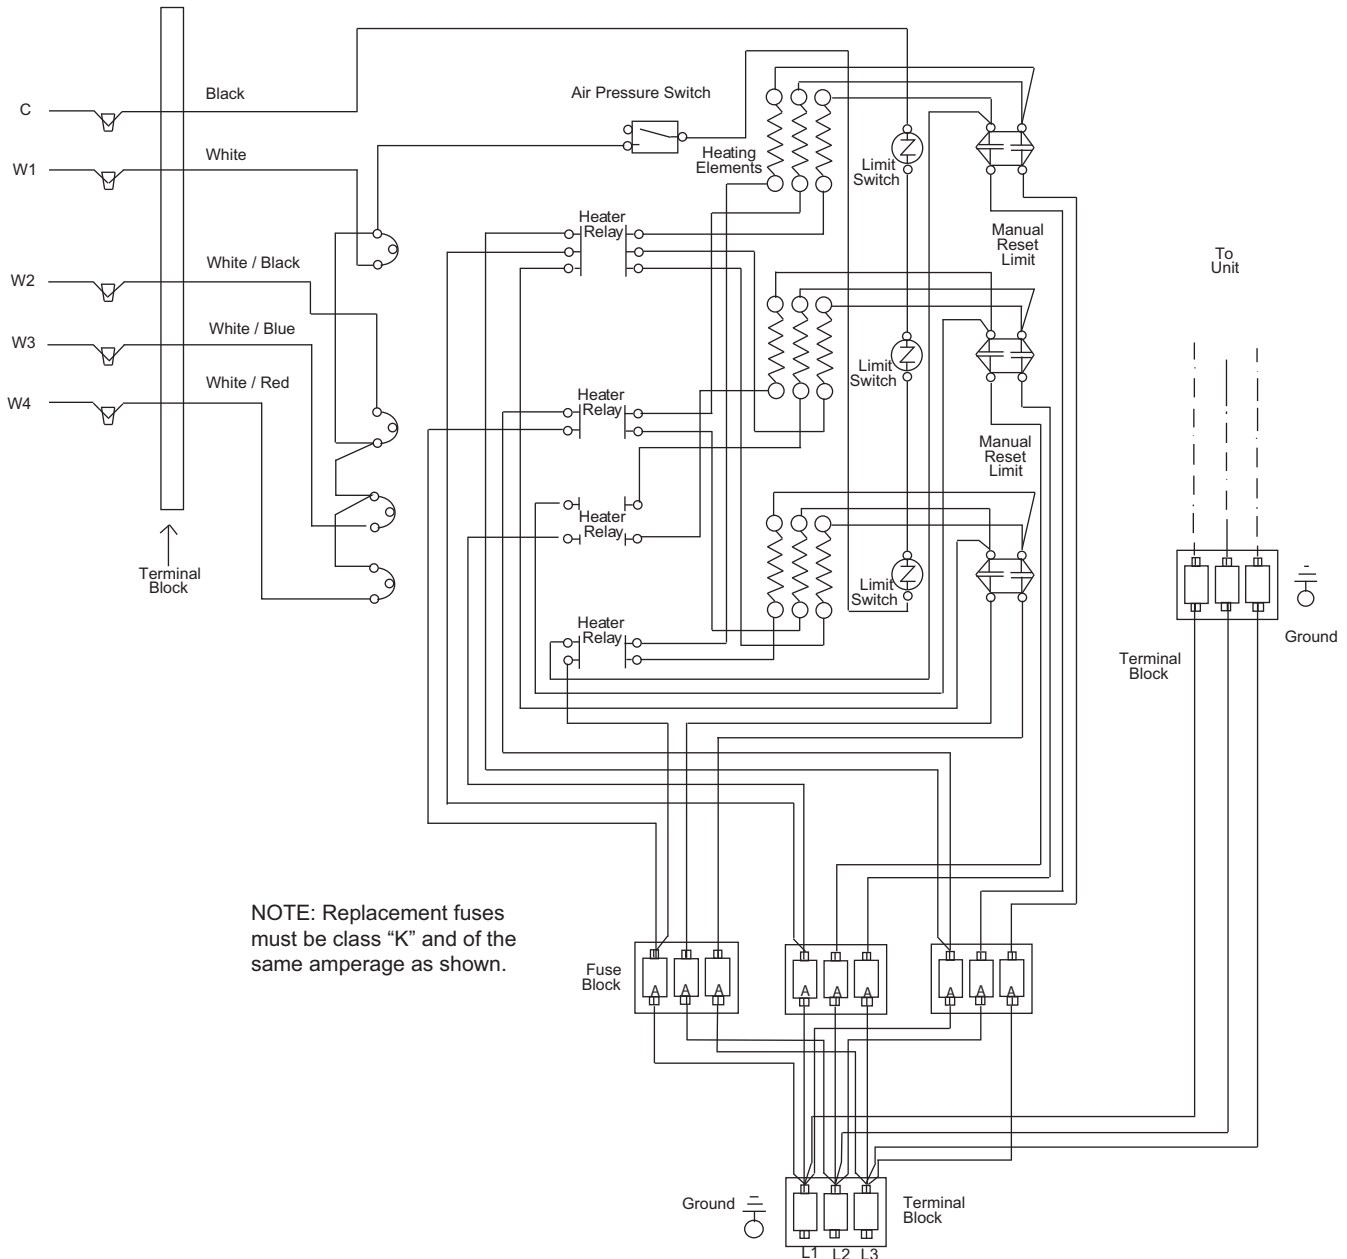 Black
Air Pressure Switch
C
White
W1
Heating
Elements
Limit
Switch
Heater
Relay
Manual
Reset
Limit
To
Unit
White / Black
W2
White / Blue
W3
Limit
Switch
White / Red
W4
Heater
Relay
Manual
Reset
Limit
Heater
Relay
Terminal
Block
Limit
Switch
Heater
Relay
Ground
Terminal
Block
NOTE: Replacement fuses
must be class “K” and of the
same amperage as shown.
Fuse
Block
A A A
A A A
A A A
Ground
Terminal
Block
L1 L2 L3